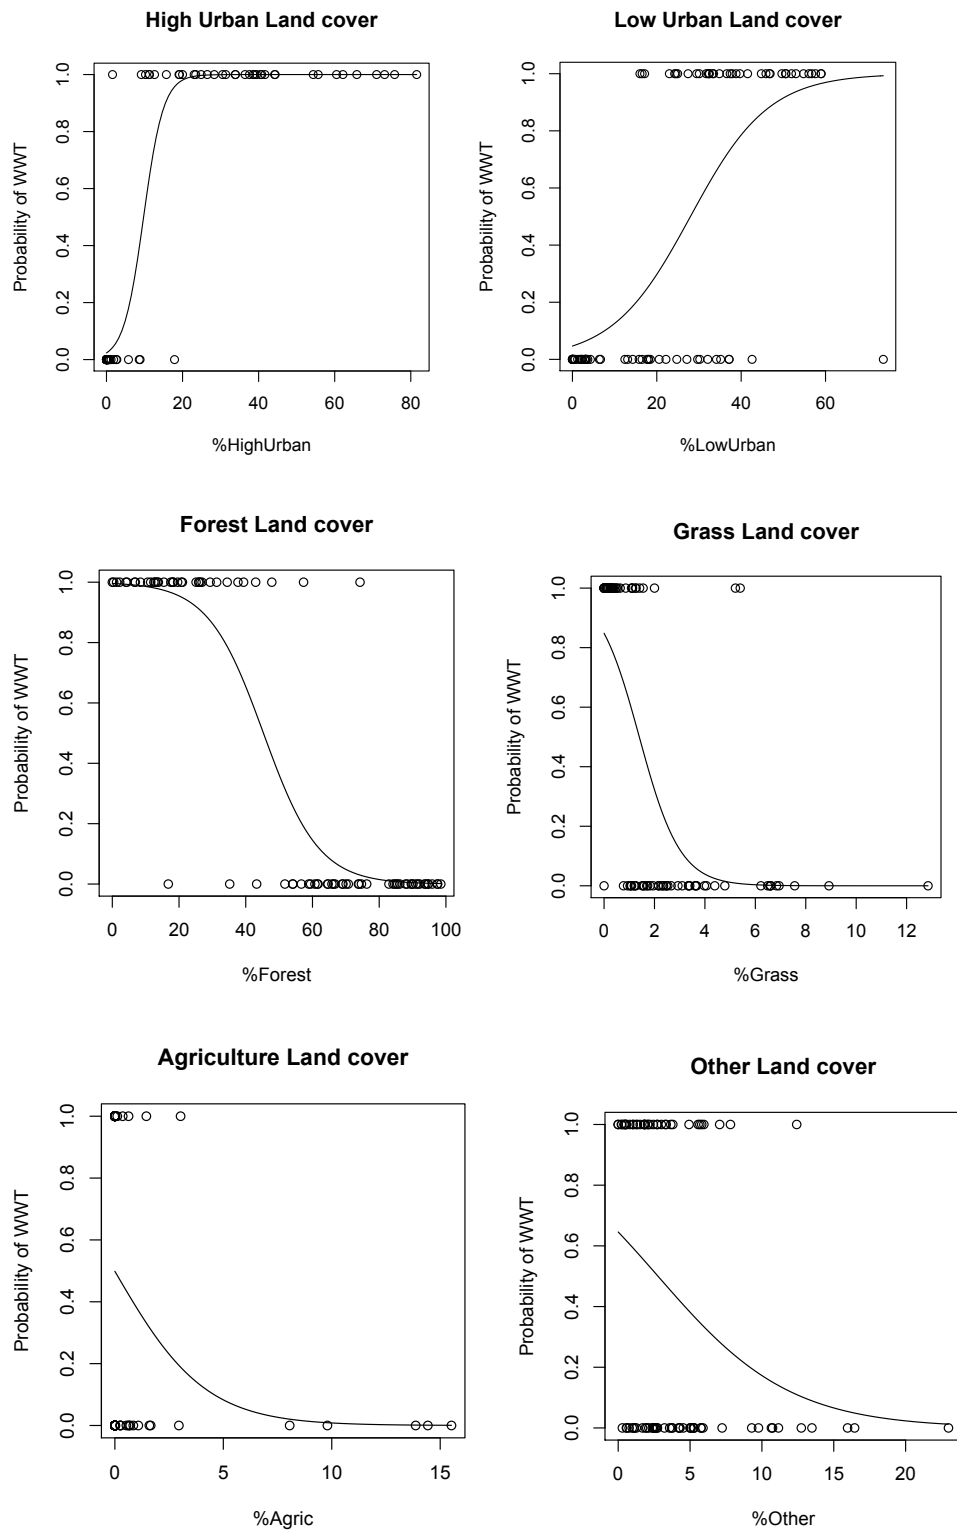 High Urban Land cover
Probability of WWT
1.0
0.8
0.6
0.4
0.2
0.0
0 20 40 60 80
%HighUrban
Low Urban Land cover
Probability of WWT
1.0
0.8
0.6
0.4
0.2
0.0
0 20 40 60
%LowUrban
Forest Land cover
Probability of WWT
1.0
0.8
0.6
0.4
0.2
0.0
0 20 40 60 80 100
%Forest
Grass Land cover
Probability of WWT
1.0
0.8
0.6
0.4
0.2
0.0
0 2 4 6 8 10 12
%Grass
Agriculture Land cover
Probability of WWT
1.0
0.8
0.6
0.4
0.2
0.0
0 5 10 15
%Agric
Other Land cover
Probability of WWT
1.0
0.8
0.6
0.4
0.2
0.0
0 5 10 15 20
%Other